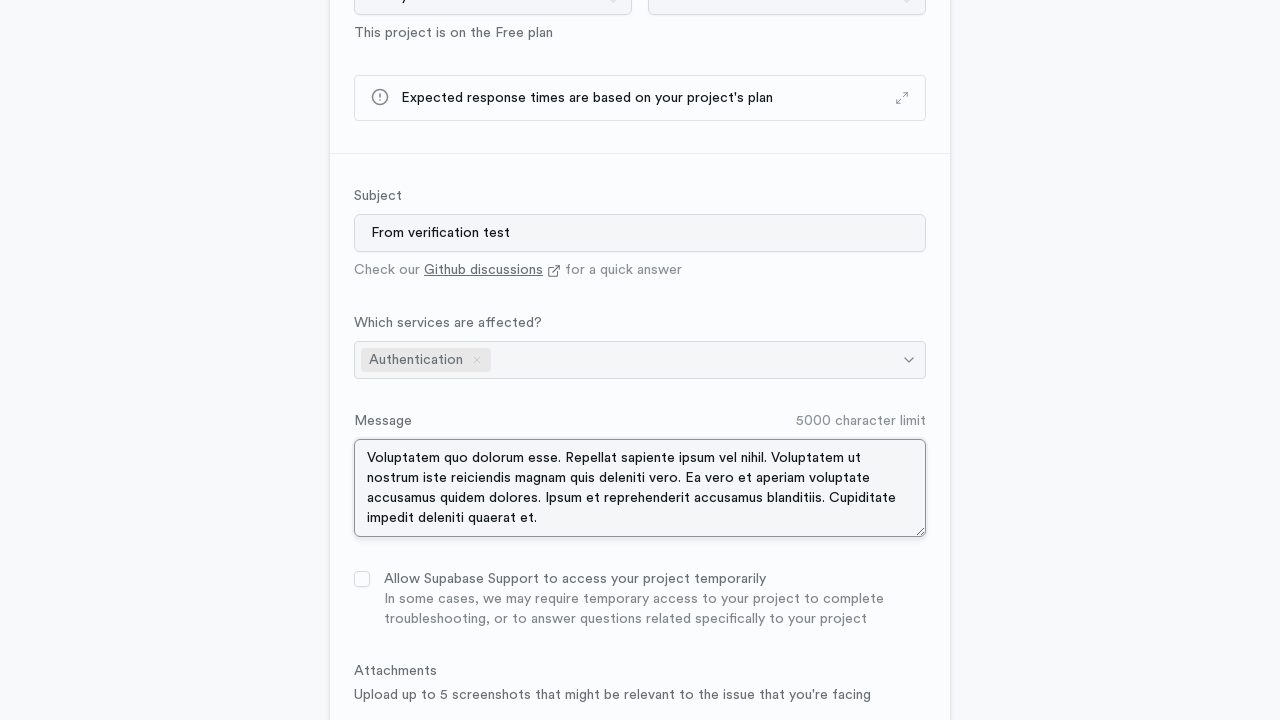 This project is on the Free plan
Expected response times are based on your project's plan
Subject
From verification test
Check our Github discussions for a quick answer
Which services are affected?
Authentication
Message 5000 character limit
Voluptatem quo dolorum esse. Repellat sapiente ipsum vel nihil. Voluptatem ut
nostrum iste reiciendis magnam quis deleniti vero. Ea vero et aperiam voluptate
accusamus quidem dolores. Ipsum et reprehenderit accusamus blanditiis. Cupiditate
impedit deleniti quaerat et.
Allow Supabase Support to access your project temporarily
In some cases, we may require temporary access to your project to complete
troubleshooting, or to answer questions related specifically to your project
Attachments
Upload up to 5 screenshots that might be relevant to the issue that you're facing